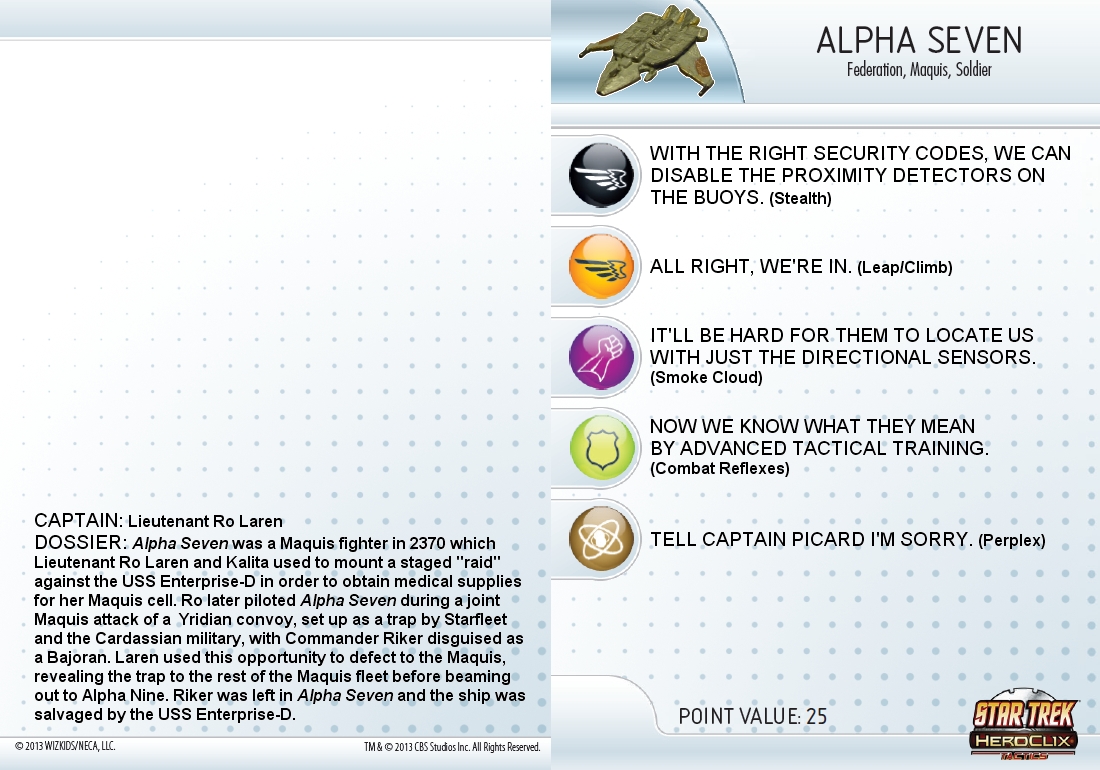 CAPTAIN: Lieutenant Ro Laren
DOSSIER: Alpha Seven was a Maquis fighter in 2370 which
Lieutenant Ro Laren and Kalita used to mount a staged "raid"
against the USS Enterprise-D in order to obtain medical supplies
for her Maquis cell. Ro later piloted Alpha Seven during a joint
Maquis attack of a Yridian convoy, set up as a trap by Starfleet
and the Cardassian military, with Commander Riker disguised as
a Bajoran. Laren used this opportunity to defect to the Maquis,
revealing the trap to the rest of the Maquis fleet before beaming
out to Alpha Nine. Riker was left in Alpha Seven and the ship was
salvaged by the USS Enterprise-D.
© 2013 WIZKIDS/NECA, LLC.
TM & © 2013 CBS Studios Inc. All Rights Reserved.
ALPHA SEVEN
Federation, Maquis, Soldier
WITH THE RIGHT SECURITY CODES, WE CAN
DISABLE THE PROXIMITY DETECTORS ON
THE BUOYS. (Stealth)
ALL RIGHT, WE'RE IN. (Leap/Climb)
IT'LL BE HARD FOR THEM TO LOCATE US
WITH JUST THE DIRECTIONAL SENSORS.
(Smoke Cloud)
NOW WE KNOW WHAT THEY MEAN
BY ADVANCED TACTICAL TRAINING.
(Combat Reflexes)
TELL CAPTAIN PICARD I'M SORRY. (Perplex)
POINT VALUE: 25
STAR TREK
HEROCLIX
TACTICS